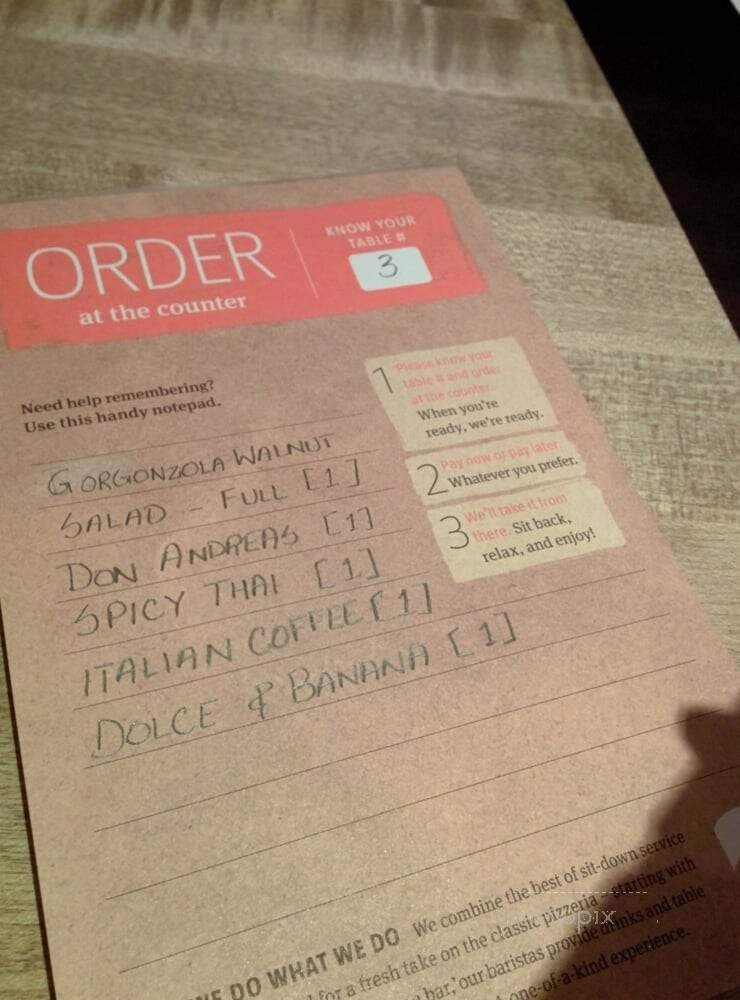 ORDER
at the counter
KNOW YOUR
TABLE #
3
Need help remembering?
Use this handy notepad.
1 Please know your
table # and order
at the counter.
When you're
ready, we're ready.
2 Pay now or pay later.
Whatever you prefer.
3 We'll take it from
there. Sit back,
relax, and enjoy!
GORGONZOLA WALNUT
SALAD - FULL [1]
DON ANDREAS [1]
SPICY THAI [1]
ITALIAN COFFEE [1]
DOLCE & BANANA [1]
WE DO WHAT WE DO We combine the best of sit-down service
for a fresh take on the classic pizzeria - starting with
bar,' our baristas provide drinks and table
one-of-a-kind experience.
pix